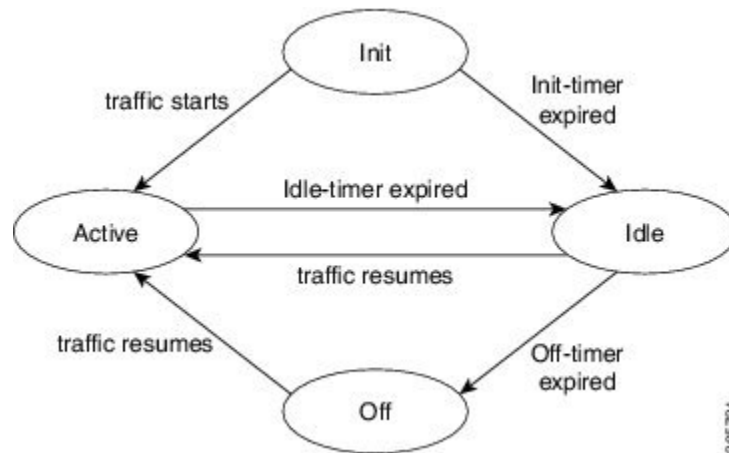 Init
traffic starts
Init-timer
expired
Idle-timer expired
Active
Idle
traffic resumes
traffic resumes
Off-timer
expired
Off